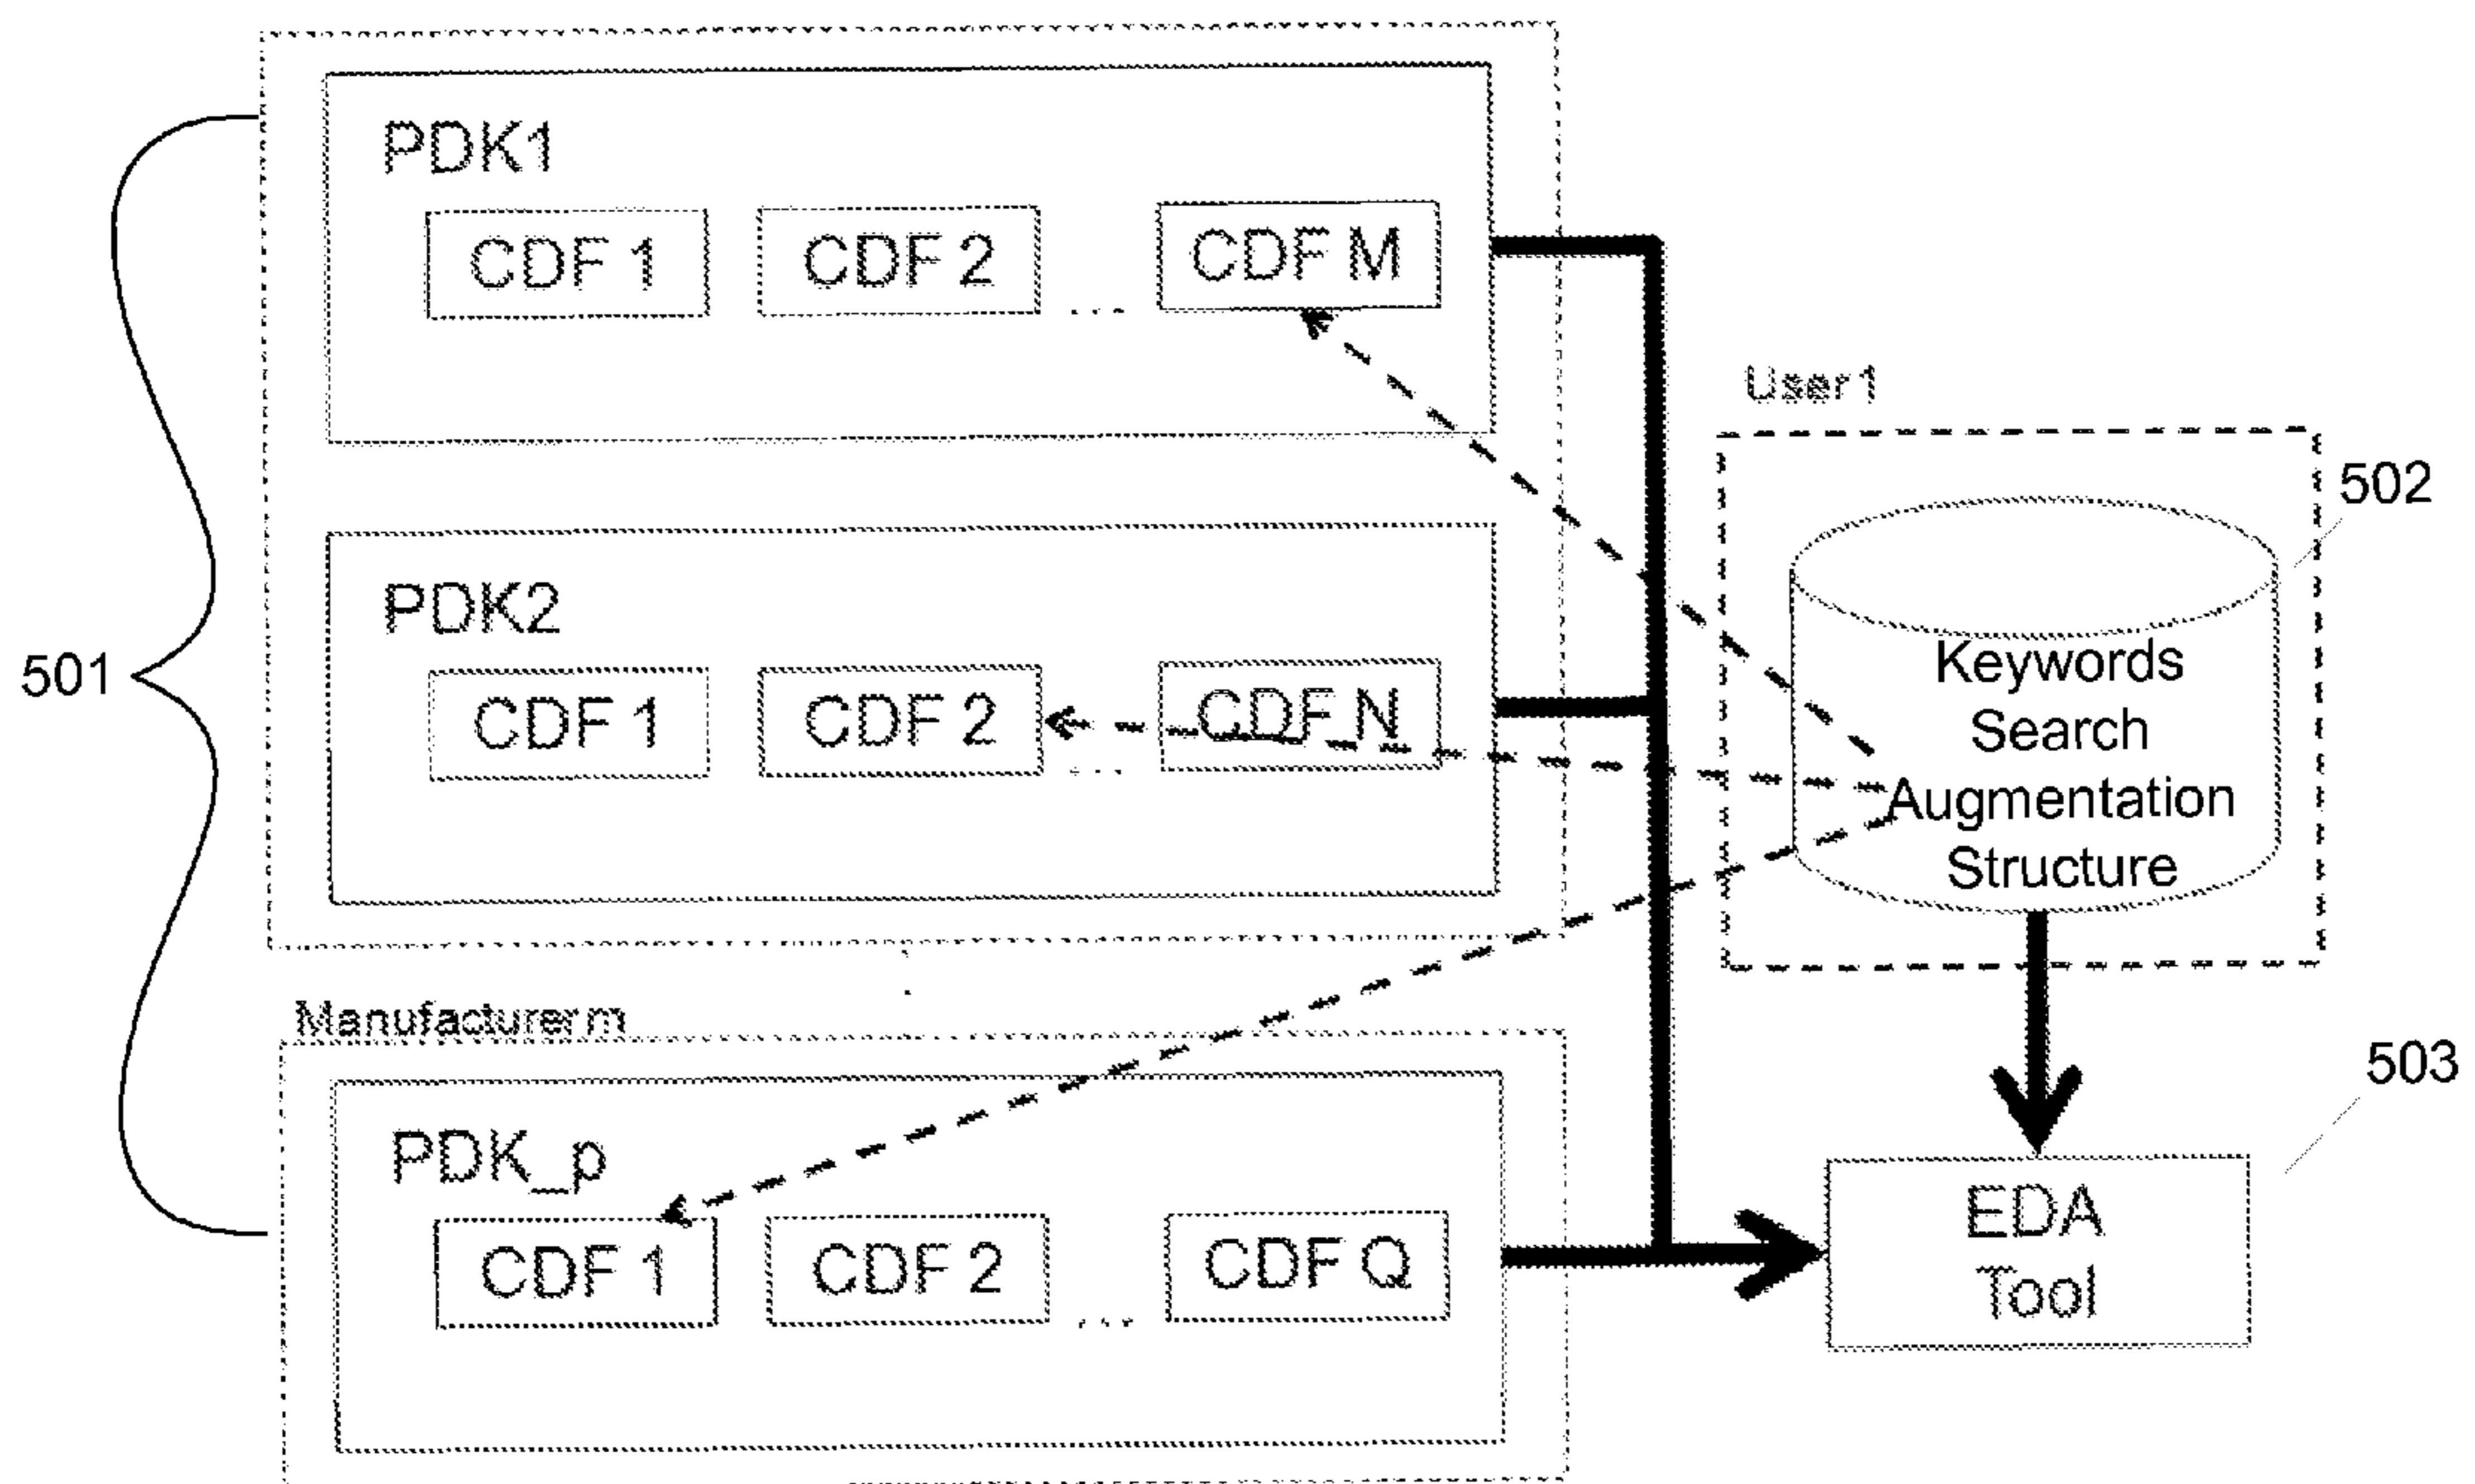 PDK1
CDF 1
CDF 2
...
CDF M
User1
502
PDK2
CDF 1
CDF 2
...
CDF N
501
Keywords
Search
Augmentation
Structure
Manufacturer m
503
PDK_p
CDF 1
CDF 2
...
CDF Q
EDA
Tool